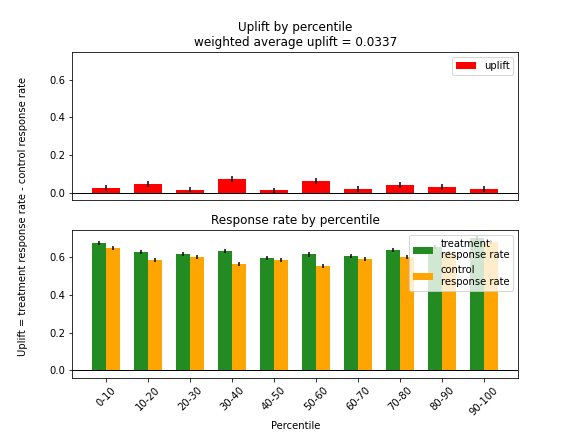 Uplift by percentile
weighted average uplift = 0.0337
uplift
0.6
0.4
0.2
0.0
Uplift = treatment response rate - control response rate
Response rate by percentile
treatment
response rate
control
response rate
0.6
0.4
0.2
0.0
0-10
10-20
20-30
30-40
40-50
50-60
60-70
70-80
80-90
90-100
Percentile